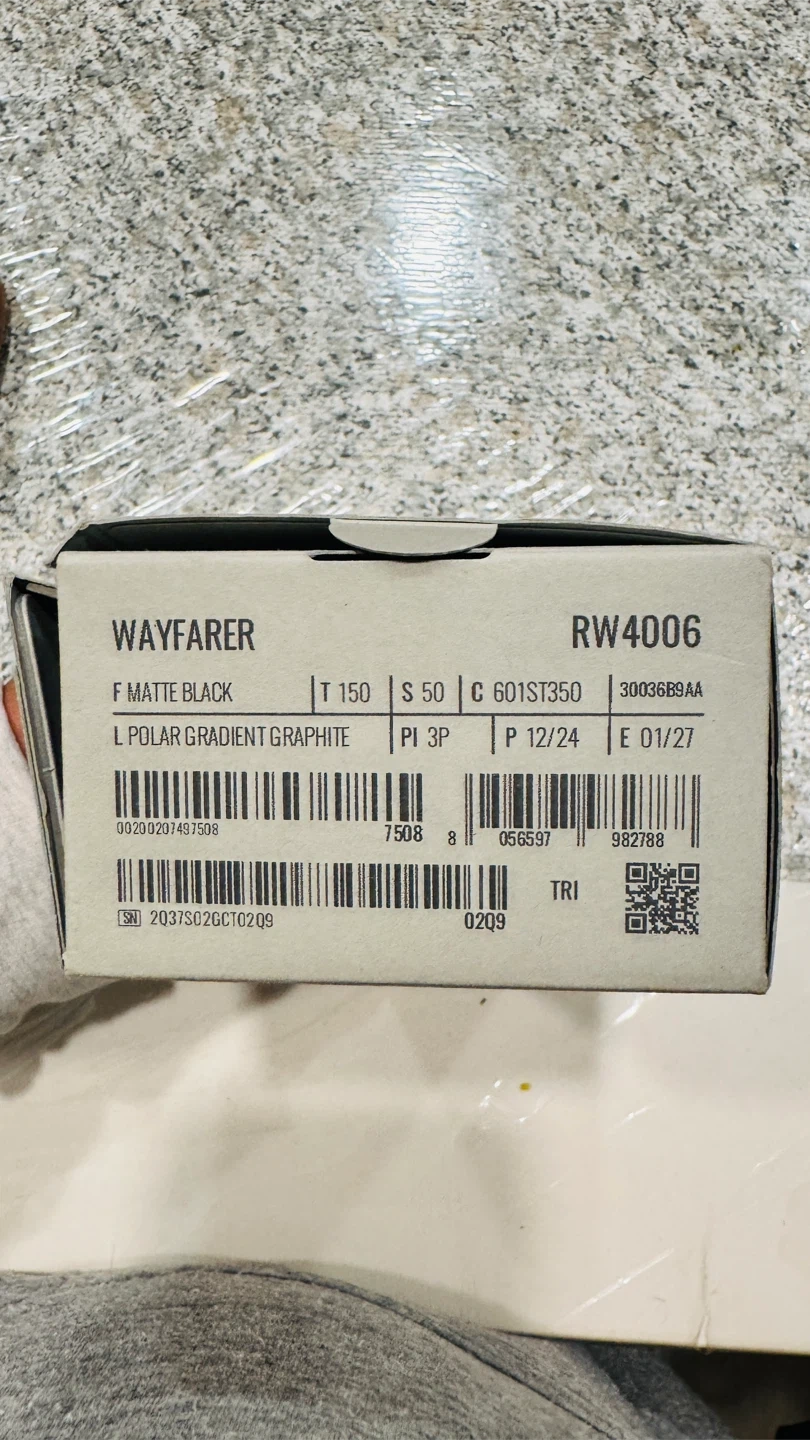 WAYFARER RW4006
F MATTE BLACK T 150 S 50 C 601ST350 30036B9AA
L POLAR GRADIENT GRAPHITE PI 3P P 12/24 E 01/27
00200207497508 7508 8 056597 982788
TRI
SN 2Q37S02GCT02Q9 02Q9